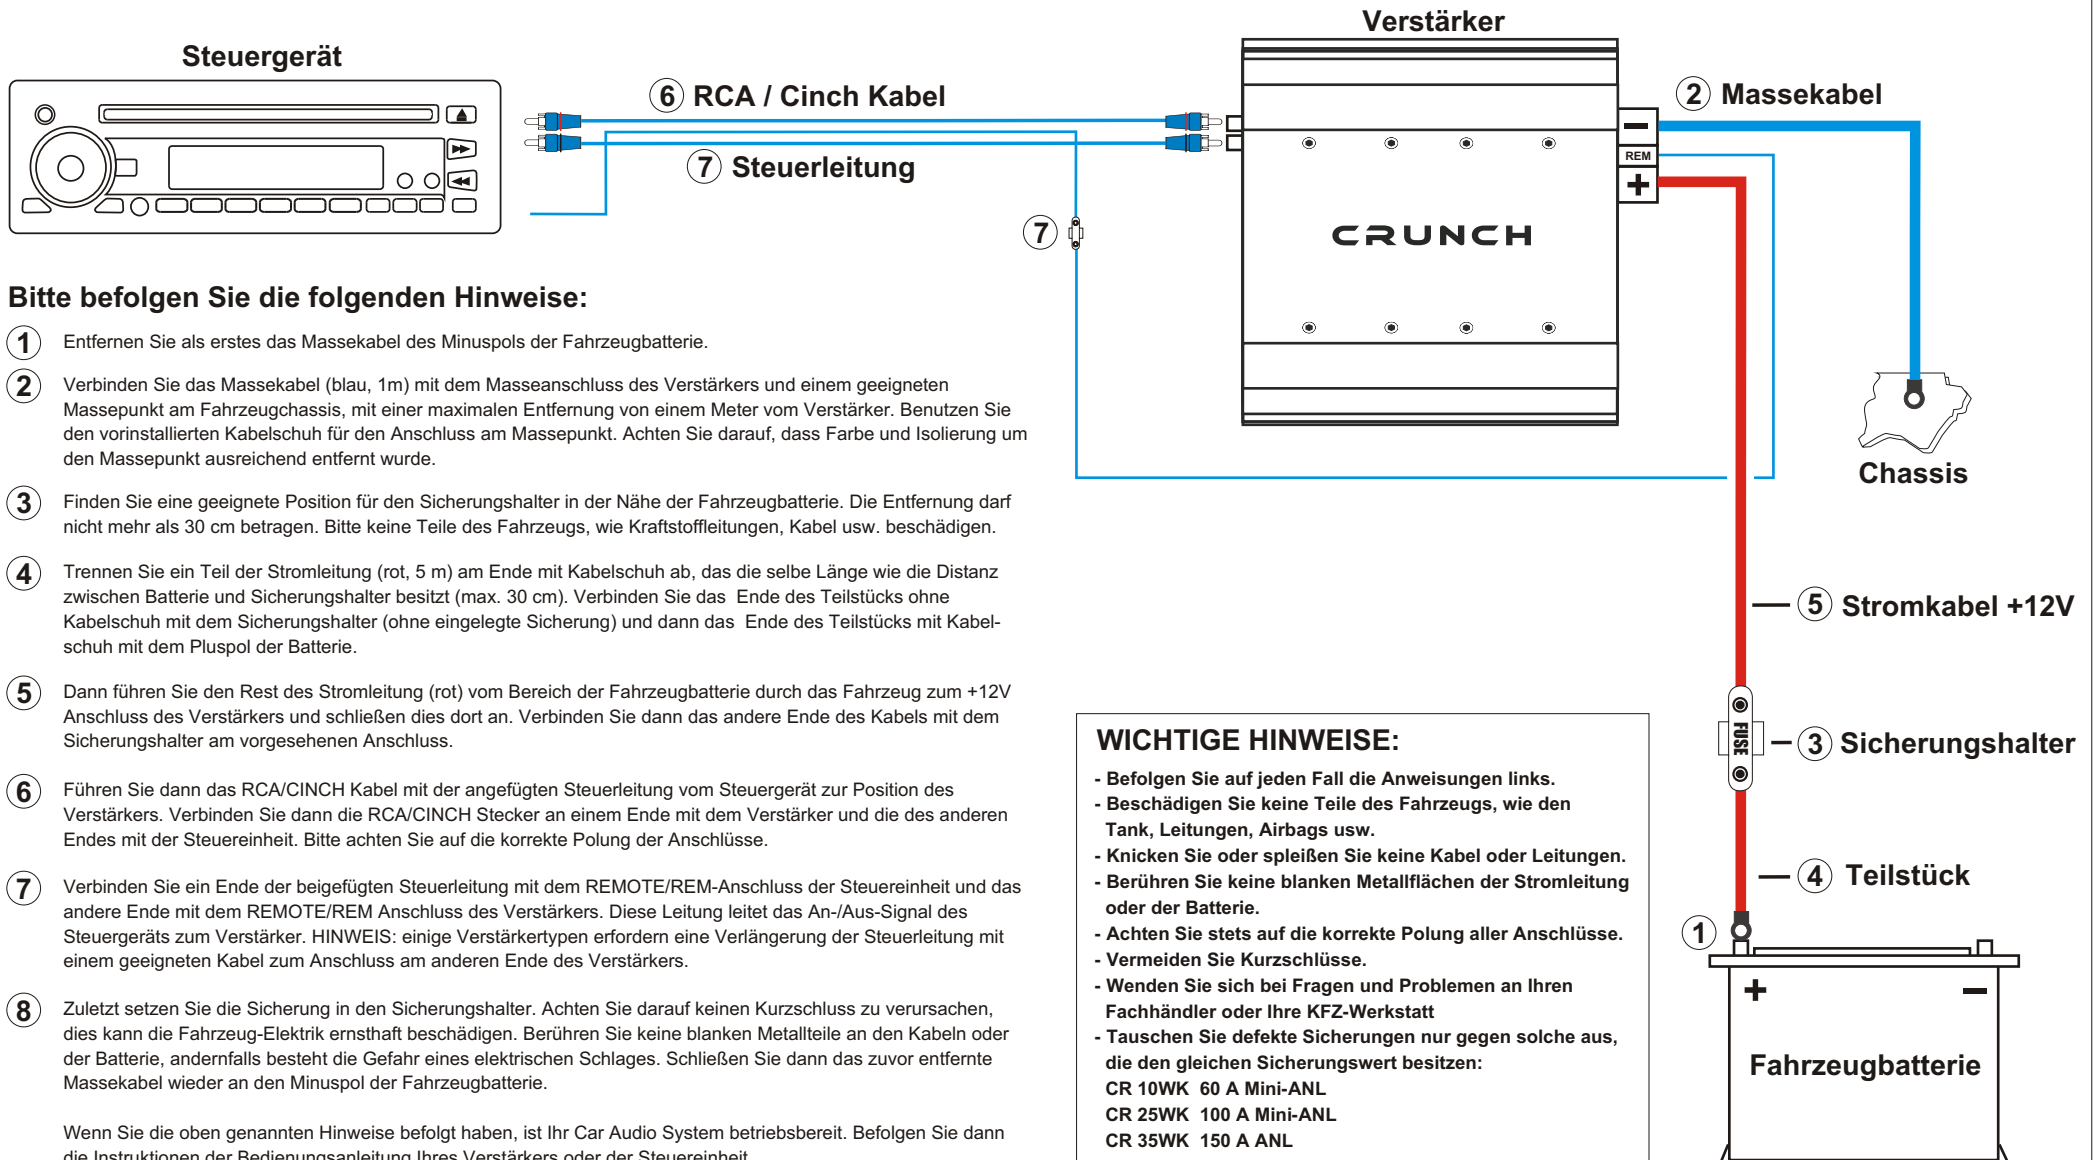 Verstärker
Steuergerät
6 RCA / Cinch Kabel
2 Massekabel
7 Steuerleitung
REM
7
CRUNCH
Chassis
5 Stromkabel +12V
FUSE
3 Sicherungshalter
4 Teilstück
1
Fahrzeugbatterie
Bitte befolgen Sie die folgenden Hinweise:
1 Entfernen Sie als erstes das Massekabel des Minuspols der Fahrzeugbatterie.
2 Verbinden Sie das Massekabel (blau, 1m) mit dem Masseanschluss des Verstärkers und einem geeigneten
Massepunkt am Fahrzeugchassis, mit einer maximalen Entfernung von einem Meter vom Verstärker. Benutzen Sie
den vorinstallierten Kabelschuh für den Anschluss am Massepunkt. Achten Sie darauf, dass Farbe und Isolierung um
den Massepunkt ausreichend entfernt wurde.
3 Finden Sie eine geeignete Position für den Sicherungshalter in der Nähe der Fahrzeugbatterie. Die Entfernung darf
nicht mehr als 30 cm betragen. Bitte keine Teile des Fahrzeugs, wie Kraftstoffleitungen, Kabel usw. beschädigen.
4 Trennen Sie ein Teil der Stromleitung (rot, 5 m) am Ende mit Kabelschuh ab, das die selbe Länge wie die Distanz
zwischen Batterie und Sicherungshalter besitzt (max. 30 cm). Verbinden Sie das Ende des Teilstücks ohne
Kabelschuh mit dem Sicherungshalter (ohne eingelegte Sicherung) und dann das Ende des Teilstücks mit Kabel-
schuh mit dem Pluspol der Batterie.
5 Dann führen Sie den Rest des Stromleitung (rot) vom Bereich der Fahrzeugbatterie durch das Fahrzeug zum +12V
Anschluss des Verstärkers und schließen dies dort an. Verbinden Sie dann das andere Ende des Kabels mit dem
Sicherungshalter am vorgesehenen Anschluss.
6 Führen Sie dann das RCA/CINCH Kabel mit der angefügten Steuerleitung vom Steuergerät zur Position des
Verstärkers. Verbinden Sie dann die RCA/CINCH Stecker an einem Ende mit dem Verstärker und die des anderen
Endes mit der Steuereinheit. Bitte achten Sie auf die korrekte Polung der Anschlüsse.
7 Verbinden Sie ein Ende der beigefügten Steuerleitung mit dem REMOTE/REM-Anschluss der Steuereinheit und das
andere Ende mit dem REMOTE/REM Anschluss des Verstärkers. Diese Leitung leitet das An-/Aus-Signal des
Steuergeräts zum Verstärker. HINWEIS: einige Verstärkertypen erfordern eine Verlängerung der Steuerleitung mit
einem geeigneten Kabel zum Anschluss am anderen Ende des Verstärkers.
8 Zuletzt setzen Sie die Sicherung in den Sicherungshalter. Achten Sie darauf keinen Kurzschluss zu verursachen,
dies kann die Fahrzeug-Elektrik ernsthaft beschädigen. Berühren Sie keine blanken Metallteile an den Kabeln oder
der Batterie, andernfalls besteht die Gefahr eines elektrischen Schlages. Schließen Sie dann das zuvor entfernte
Massekabel wieder an den Minuspol der Fahrzeugbatterie.
Wenn Sie die oben genannten Hinweise befolgt haben, ist Ihr Car Audio System betriebsbereit. Befolgen Sie dann
die Instruktionen der Bedienungsanleitung Ihres Verstärkers oder der Steuereinheit
WICHTIGE HINWEISE:
- Befolgen Sie auf jeden Fall die Anweisungen links.
- Beschädigen Sie keine Teile des Fahrzeugs, wie den
Tank, Leitungen, Airbags usw.
- Knicken Sie oder spleißen Sie keine Kabel oder Leitungen.
- Berühren Sie keine blanken Metallflächen der Stromleitung
oder der Batterie.
- Achten Sie stets auf die korrekte Polung aller Anschlüsse.
- Vermeiden Sie Kurzschlüsse.
- Wenden Sie sich bei Fragen und Problemen an Ihren
Fachhändler oder Ihre KFZ-Werkstatt
- Tauschen Sie defekte Sicherungen nur gegen solche aus,
die den gleichen Sicherungswert besitzen:
CR 10WK 60 A Mini-ANL
CR 25WK 100 A Mini-ANL
CR 35WK 150 A ANL